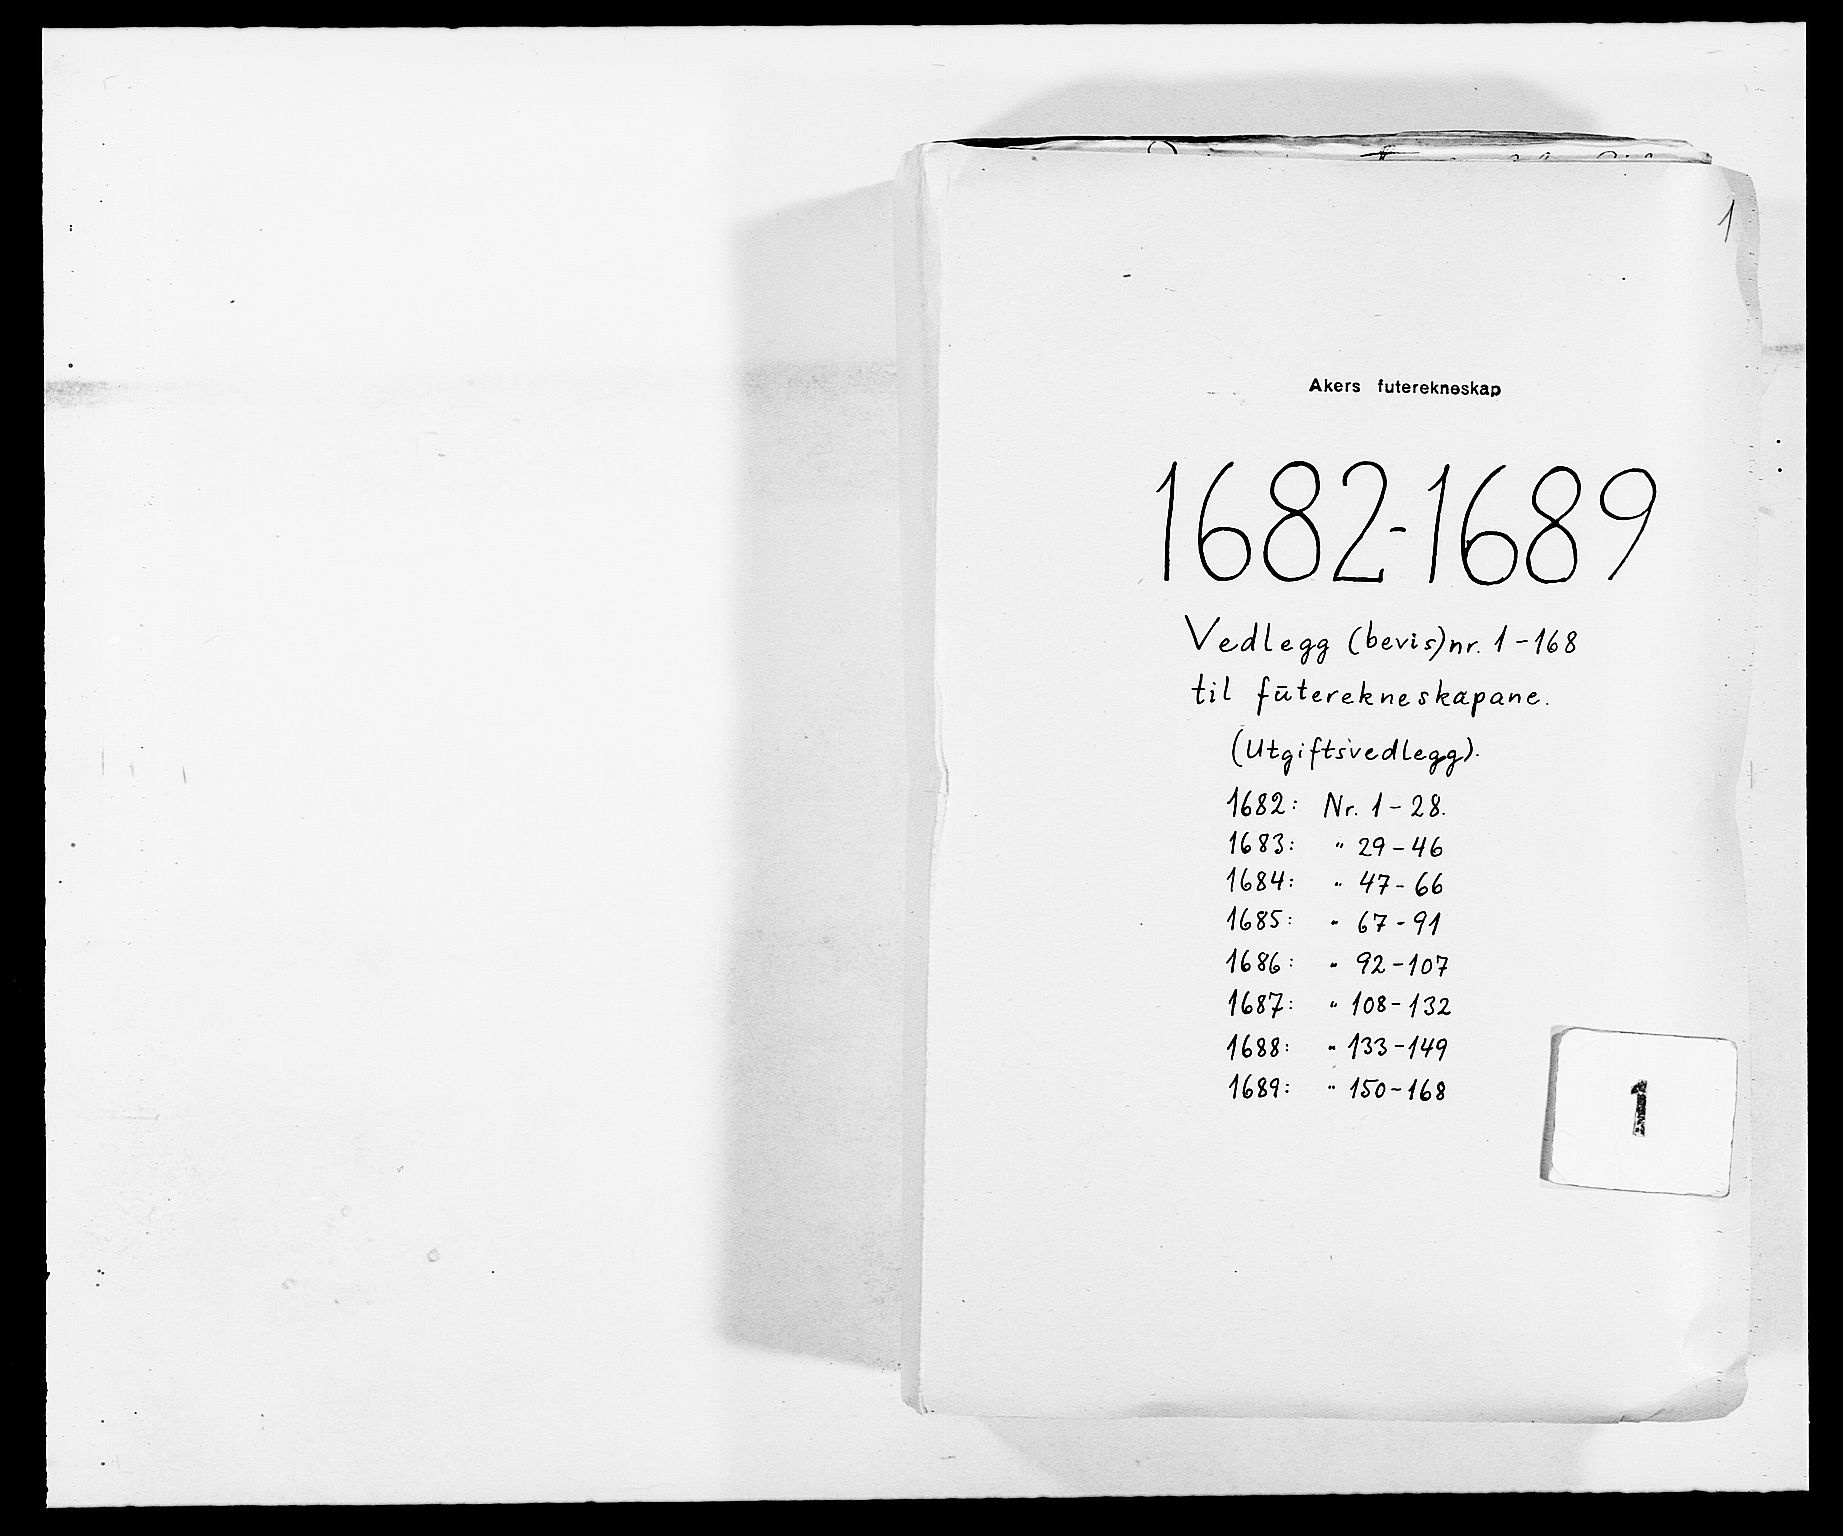 1
Akers futerekneskap
1682-1689
Vedlegg (bevis) nr. 1-168
til fūterekneskapane.
(Utgiftsvedlegg).
1682: Nr. 1-28.
1683: " 29-46
1684: " 47-66
1685: " 67-91
1686: " 92-107
1687: " 108-132
1688: " 133-149
1689: " 150-168
1